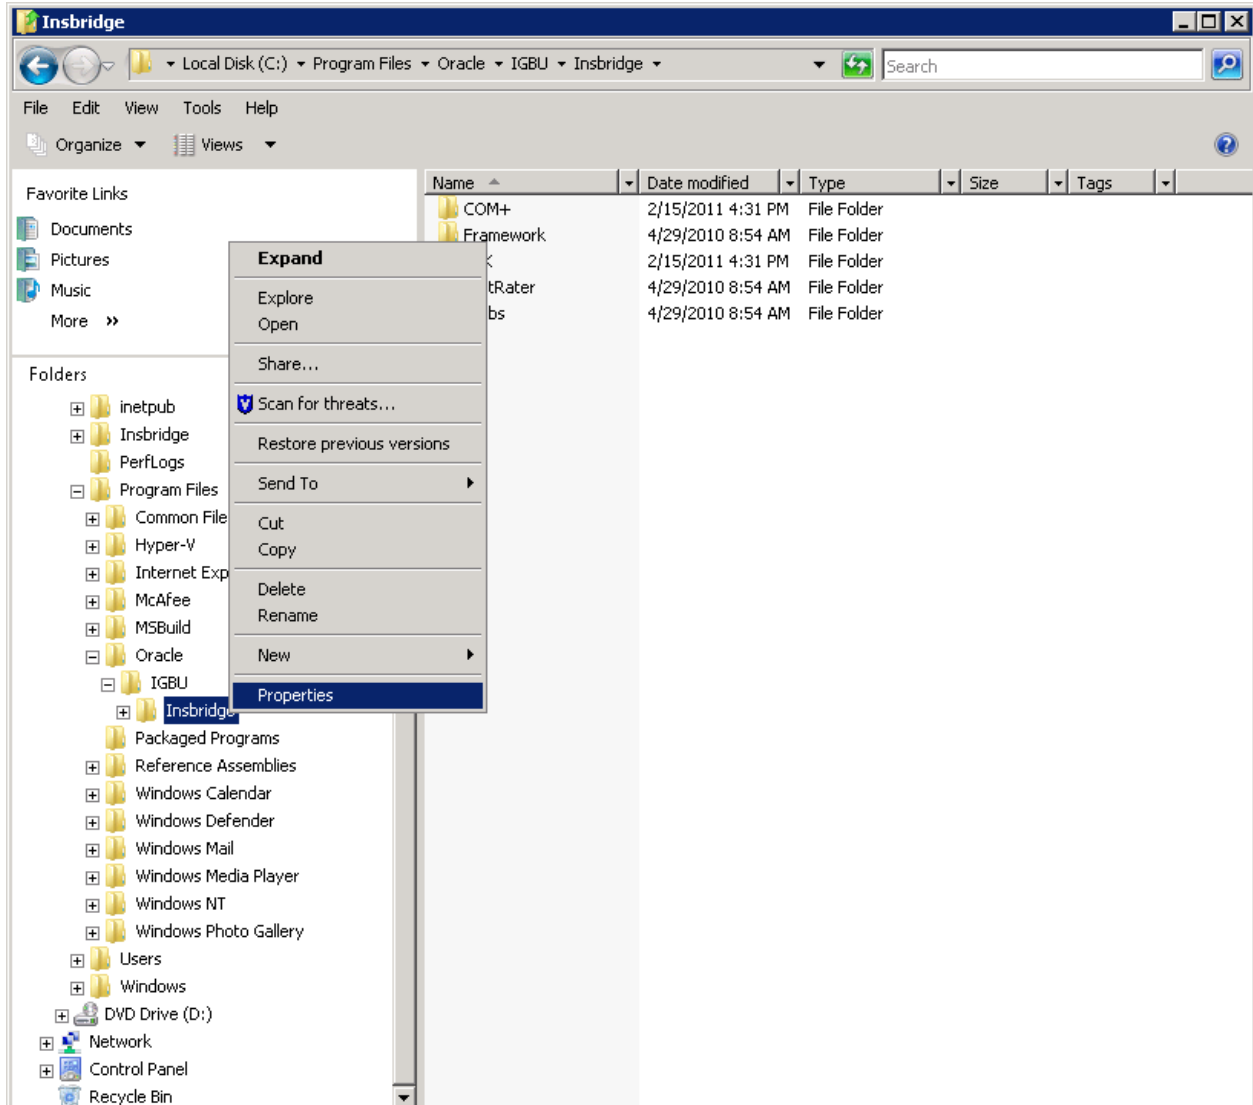 Insbridge
Local Disk (C:) Program Files Oracle IGBU Insbridge Search
File Edit View Tools Help
Organize Views
Favorite Links
Documents
Pictures
Music
More »
Folders
inetpub
Insbridge
PerfLogs
Program Files
Common File
Hyper-V
Internet Exp
McAfee
MSBuild
Oracle
IGBU
Insbridge
Packaged Programs
Reference Assemblies
Windows Calendar
Windows Defender
Windows Mail
Windows Media Player
Windows NT
Windows Photo Gallery
Users
Windows
DVD Drive (D:)
Network
Control Panel
Recycle Bin
Expand
Explore
Open
Share...
Scan for threats...
Restore previous versions
Send To
Cut
Copy
Delete
Rename
New
Properties
Name Date modified Type Size Tags
COM+ 2/15/2011 4:31 PM File Folder
Framework 4/29/2010 8:54 AM File Folder
2/15/2011 4:31 PM File Folder
tRater 4/29/2010 8:54 AM File Folder
bs 4/29/2010 8:54 AM File Folder